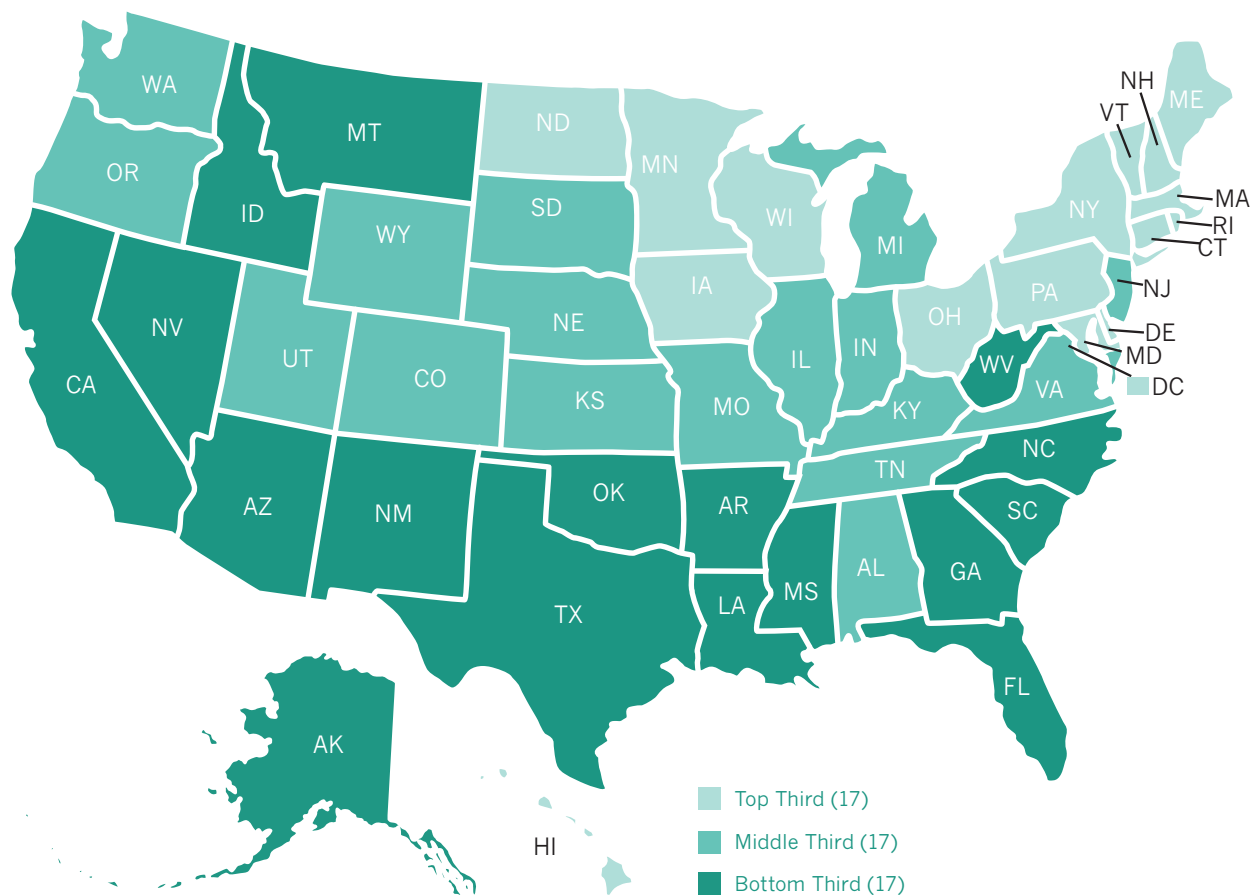 WA
MT
ND
MN
NH
VT
ME
OR
ID
WY
SD
WI
MI
NY
MA
RI
CT
NV
UT
CO
NE
IA
IL
IN
OH
PA
NJ
DE
MD
DC
CA
KS
MO
KY
WV
VA
AZ
NM
OK
AR
TN
NC
SC
TX
LA
MS
AL
GA
FL
AK
HI
Top Third (17)
Middle Third (17)
Bottom Third (17)